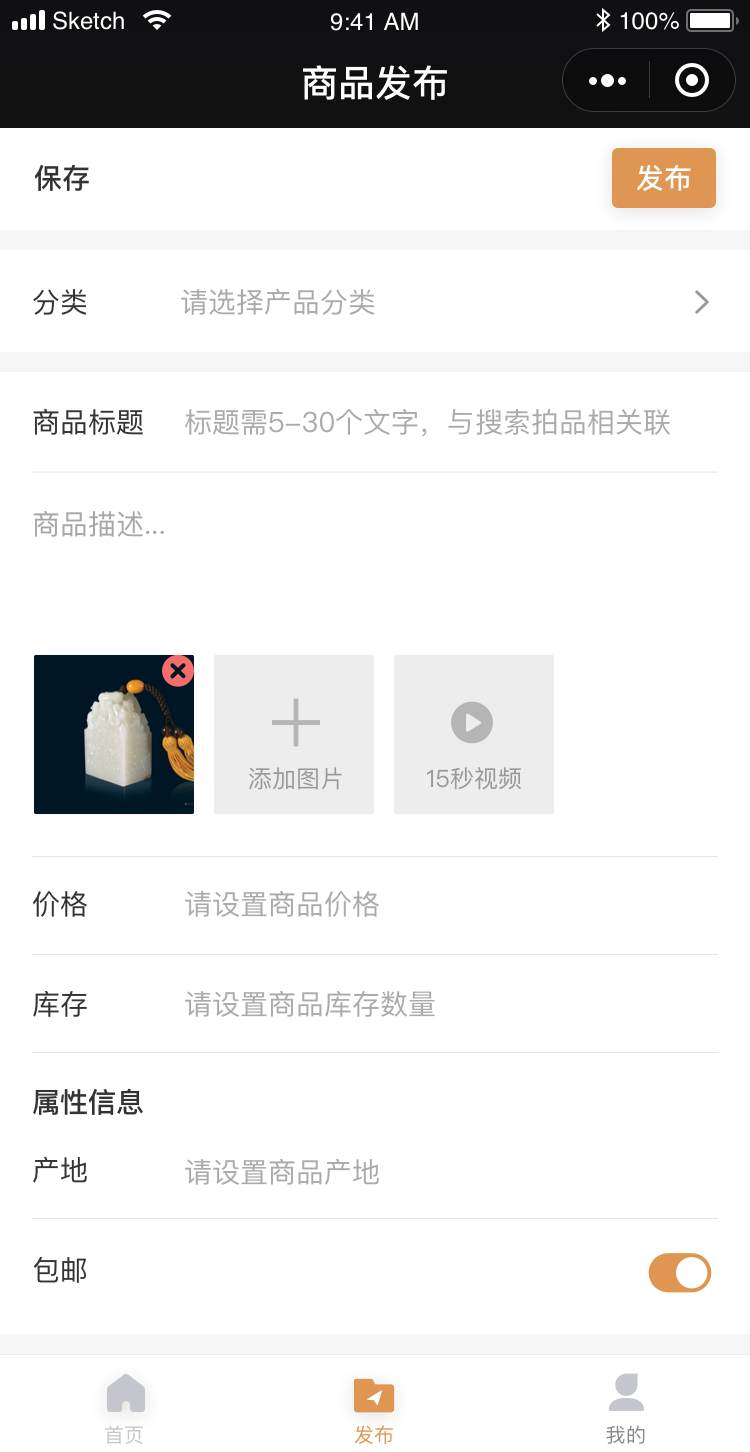 Sketch 9:41 AM 100%
商品发布
保存 发布
分类 请选择产品分类
商品标题 标题需5-30个文字，与搜索拍品相关联
商品描述...
添加图片 15秒视频
价格 请设置商品价格
库存 请设置商品库存数量
属性信息
产地 请设置商品产地
包邮
首页 发布 我的